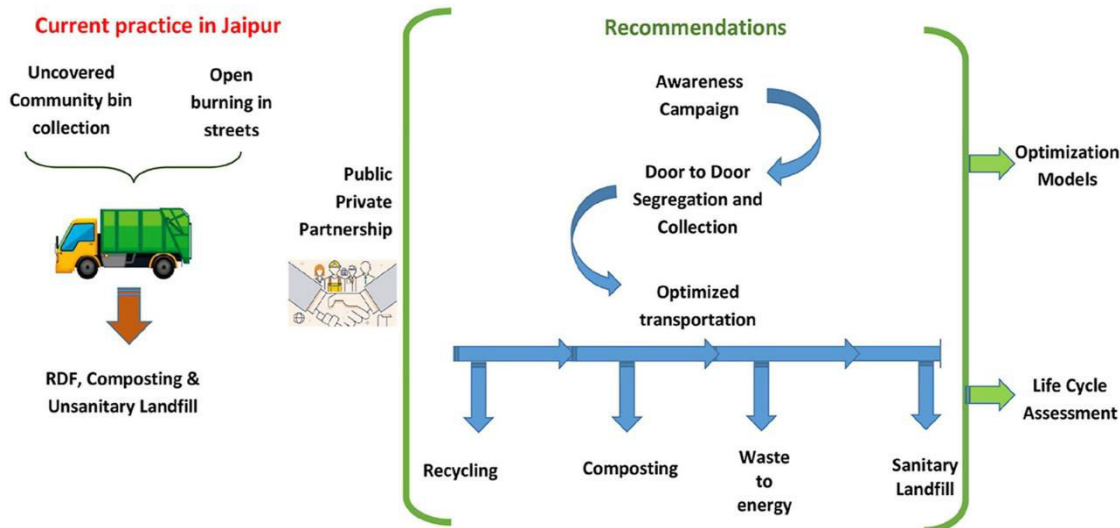 Current practice in Jaipur
Uncovered
Community bin
collection
Open
burning in
streets
RDF, Composting &
Unsanitary Landfill
Public
Private
Partnership
Recommendations
Awareness
Campaign
Door to Door
Segregation and
Collection
Optimized
transportation
Recycling
Composting
Waste
to
energy
Sanitary
Landfill
Optimization
Models
Life Cycle
Assessment